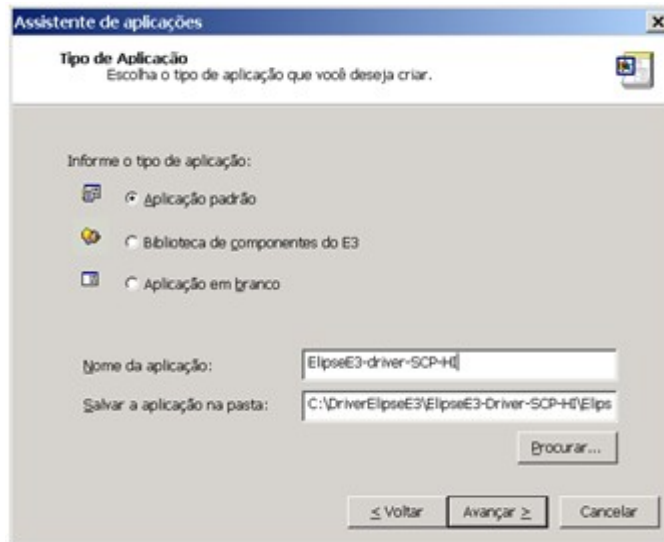 Assistente de aplicações
Tipo de Aplicação
Escolha o tipo de aplicação que você deseja criar.
Informe o tipo de aplicação:
Aplicação padrão
Biblioteca de componentes do E3
Aplicação em branco
Nome da aplicação: ElipseE3-driver-SCP-HI
Salvar a aplicação na pasta: C:\DriverElipseE3\ElipseE3-Driver-SCP-HI\Elips
Procurar...
< Voltar Avançar > Cancelar